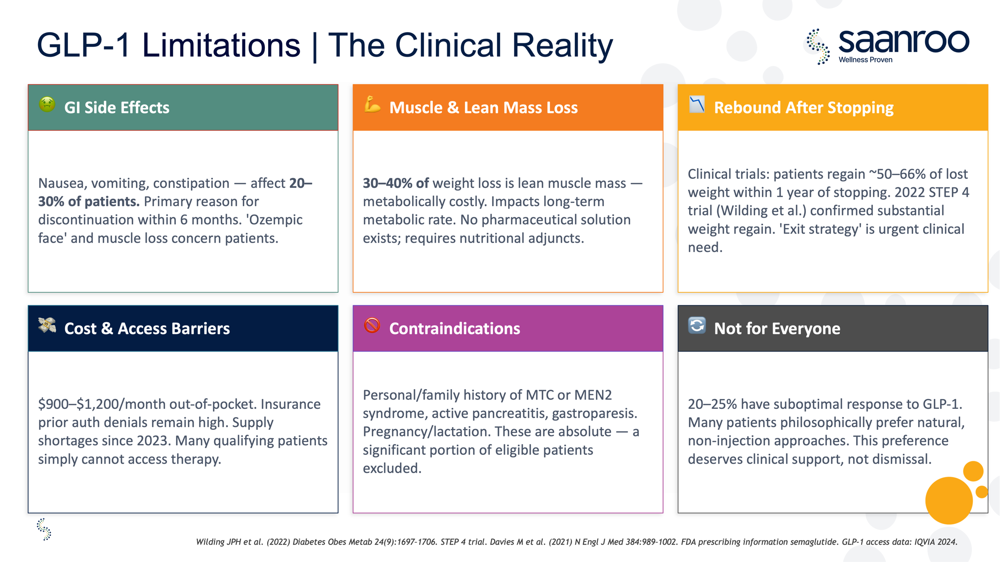 GLP-1 Limitations | The Clinical Reality
saanroo
Wellness Proven
GI Side Effects
Nausea, vomiting, constipation — affect 20–
30% of patients. Primary reason for
discontinuation within 6 months. 'Ozempic
face' and muscle loss concern patients.
Muscle & Lean Mass Loss
30–40% of weight loss is lean muscle mass —
metabolically costly. Impacts long-term
metabolic rate. No pharmaceutical solution
exists; requires nutritional adjuncts.
Rebound After Stopping
Clinical trials: patients regain ~50–66% of lost
weight within 1 year of stopping. 2022 STEP 4
trial (Wilding et al.) confirmed substantial
weight regain. 'Exit strategy' is urgent clinical
need.
Cost & Access Barriers
$900–$1,200/month out-of-pocket. Insurance
prior auth denials remain high. Supply
shortages since 2023. Many qualifying patients
simply cannot access therapy.
Contraindications
Personal/family history of MTC or MEN2
syndrome, active pancreatitis, gastroparesis.
Pregnancy/lactation. These are absolute — a
significant portion of eligible patients
excluded.
Not for Everyone
20–25% have suboptimal response to GLP-1.
Many patients philosophically prefer natural,
non-injection approaches. This preference
deserves clinical support, not dismissal.
Wilding JPH et al. (2022) Diabetes Obes Metab 24(9):1697–1706. STEP 4 trial. Davies M et al. (2021) N Engl J Med 384:989–1002. FDA prescribing information semaglutide. GLP-1 access data: IQVIA 2024.